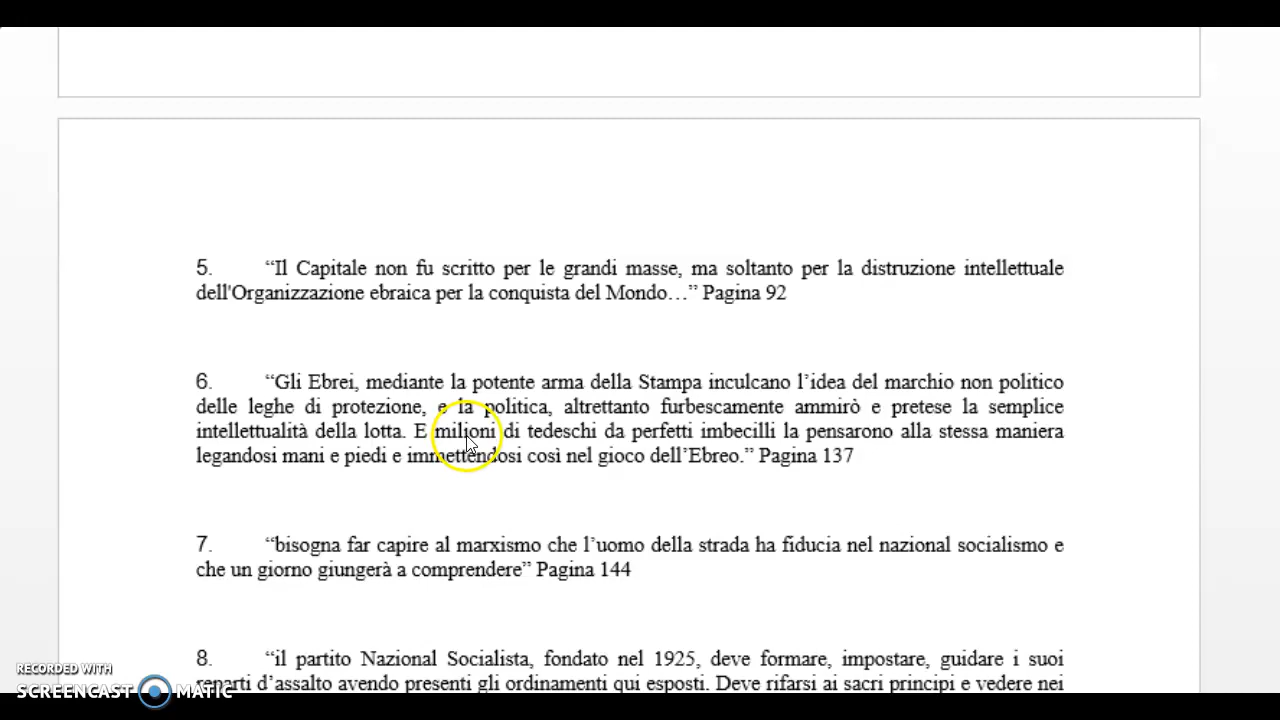 5. “Il Capitale non fu scritto per le grandi masse, ma soltanto per la distruzione intellettuale
dell'Organizzazione ebraica per la conquista del Mondo…” Pagina 92
6. “Gli Ebrei, mediante la potente arma della Stampa inculcano l’idea del marchio non politico
delle leghe di protezione, e la politica, altrettanto furbescamente ammirò e pretese la semplice
intellettualità della lotta. E milioni di tedeschi da perfetti imbecilli la pensarono alla stessa maniera
legandosi mani e piedi e immettendosi così nel gioco dell’Ebreo.” Pagina 137
7. “bisogna far capire al marxismo che l’uomo della strada ha fiducia nel nazional socialismo e
che un giorno giungerà a comprendere” Pagina 144
8. “il partito Nazional Socialista, fondato nel 1925, deve formare, impostare, guidare i suoi
reparti d’assalto avendo presenti gli ordinamenti qui esposti. Deve rifarsi ai sacri principi e vedere nei
RECORDED WITH
SCREENCAST MATIC